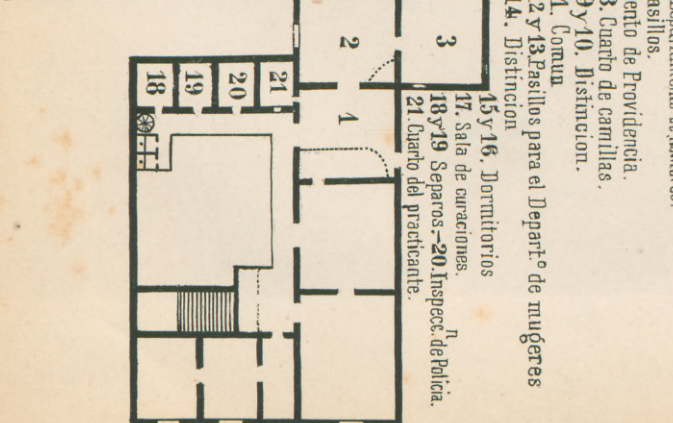 asillos.
ento de Providencia.
3. Cuarto de camillas.
9 y 10. Distincion.
1. Comun
2 y 13. Pasillos para el Depart.º de mugeres
14. Distincion
15 y 16. Dormitorios
17. Sala de curaciones.
18 y 19 Separos.–20. Inspecc.ⁿ de Policia.
21. Cuarto del practicante.
3
2
1
21
20
19
18